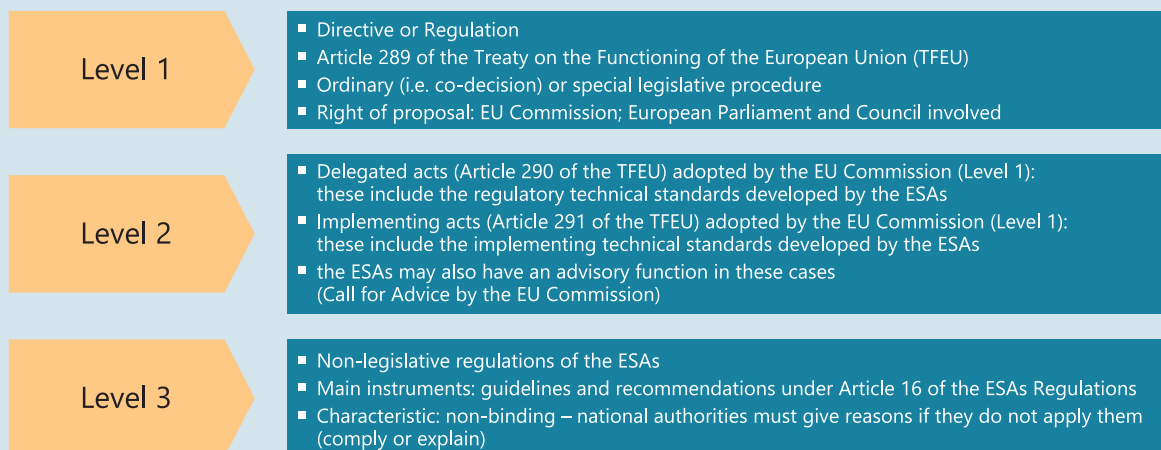 Level 1
▪ Directive or Regulation
▪ Article 289 of the Treaty on the Functioning of the European Union (TFEU)
▪ Ordinary (i.e. co-decision) or special legislative procedure
▪ Right of proposal: EU Commission; European Parliament and Council involved
Level 2
▪ Delegated acts (Article 290 of the TFEU) adopted by the EU Commission (Level 1):
these include the regulatory technical standards developed by the ESAs
▪ Implementing acts (Article 291 of the TFEU) adopted by the EU Commission (Level 1):
these include the implementing technical standards developed by the ESAs
▪ the ESAs may also have an advisory function in these cases
(Call for Advice by the EU Commission)
Level 3
▪ Non-legislative regulations of the ESAs
▪ Main instruments: guidelines and recommendations under Article 16 of the ESAs Regulations
▪ Characteristic: non-binding – national authorities must give reasons if they do not apply them
(comply or explain)